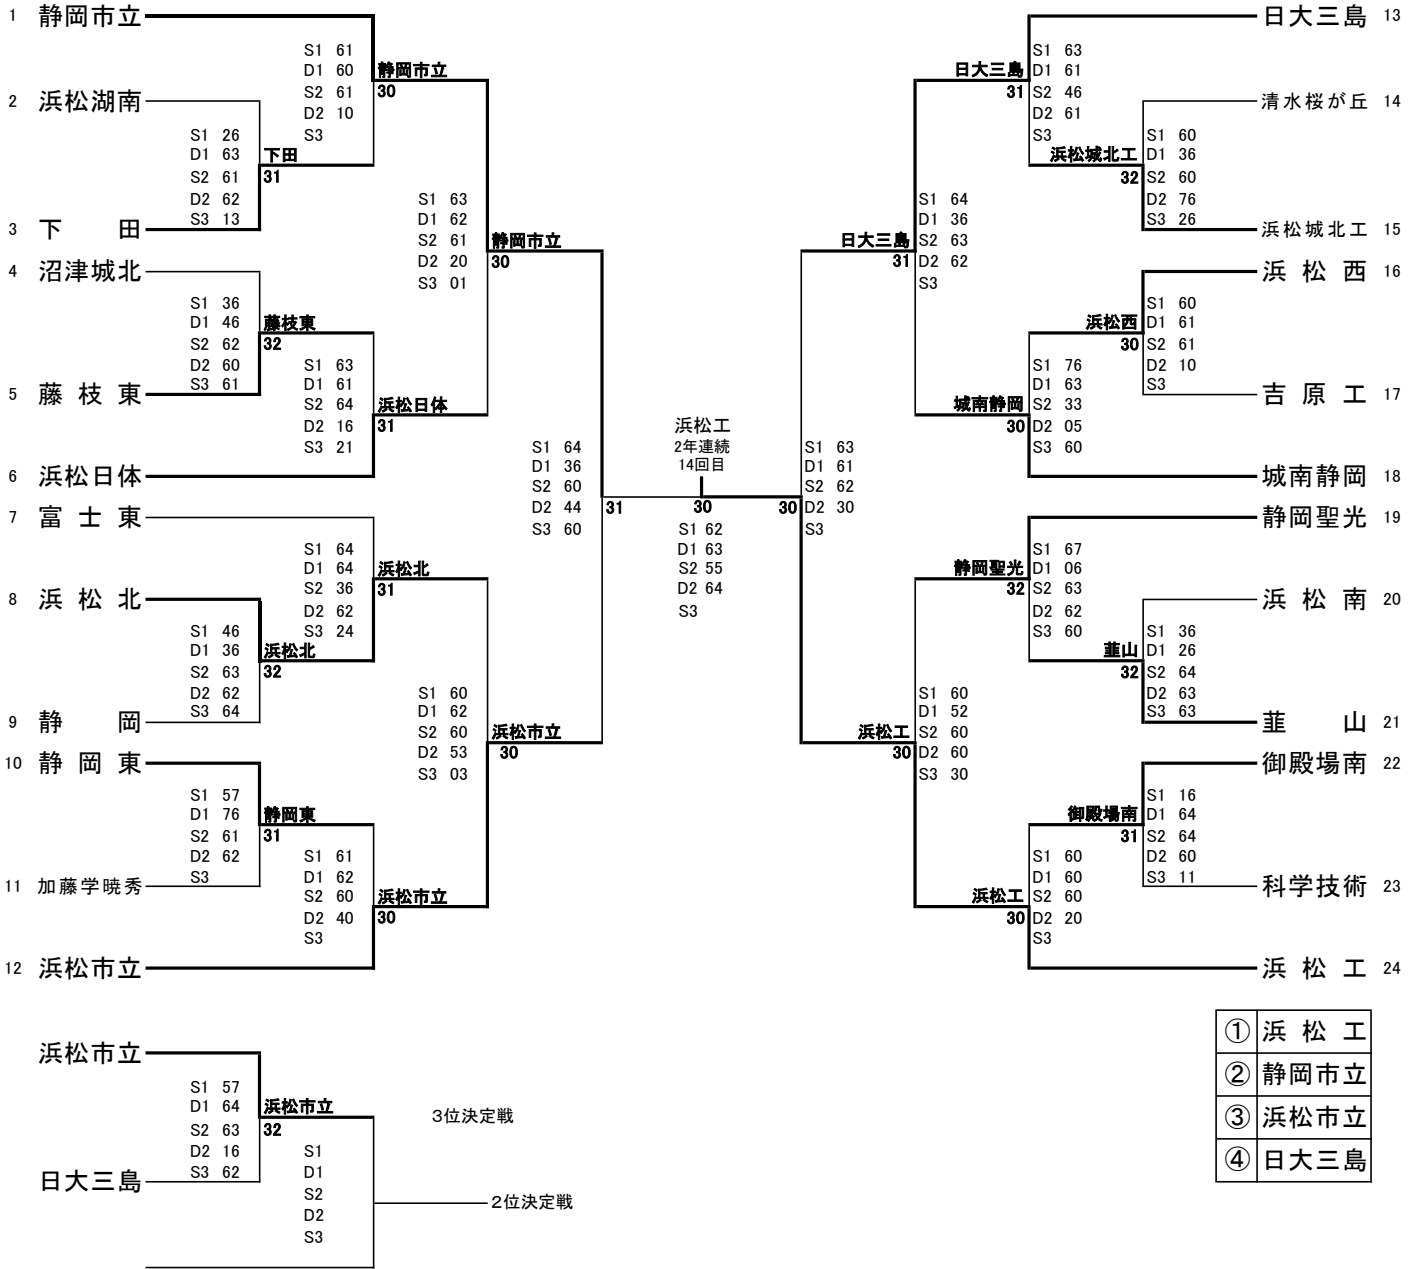 1 静岡市立
S1 61
D1 60
S2 61
D2 10
S3
静岡市立
30
2 浜松湖南
S1 26
D1 63
S2 61
D2 62
S3 13
下田
31
3 下 田
S1 63
D1 62
S2 61
D2 20
S3 01
静岡市立
30
4 沼津城北
S1 36
D1 46
S2 62
D2 60
S3 61
藤枝東
32
5 藤 枝 東
S1 63
D1 61
S2 64
D2 16
S3 21
浜松日体
31
6 浜松日体
S1 64
D1 36
S2 60
D2 44
S3 60
31
7 富 士 東
S1 64
D1 64
S2 36
D2 62
S3 24
浜松北
31
8 浜 松 北
S1 46
D1 36
S2 63
D2 62
S3 64
浜松北
32
9 静 岡
S1 60
D1 62
S2 60
D2 53
S3 03
浜松市立
30
10 静 岡 東
S1 57
D1 76
S2 61
D2 62
S3
静岡東
31
11 加藤学暁秀
S1 61
D1 62
S2 60
D2 40
S3
浜松市立
30
12 浜松市立
浜松工
2年連続
14回目
30
S1 62
D1 63
S2 55
D2 64
S3
日大三島 13
S1 63
D1 61
S2 46
D2 61
S3
日大三島
31
清水桜が丘 14
S1 60
D1 36
S2 60
D2 76
S3 26
浜松城北工
32
浜松城北工 15
S1 64
D1 36
S2 63
D2 62
S3
日大三島
31
浜 松 西 16
S1 60
D1 61
S2 61
D2 10
S3
浜松西
30
吉 原 工 17
S1 76
D1 63
S2 33
D2 05
S3 60
城南静岡
30
城南静岡 18
S1 63
D1 61
S2 62
D2 30
S3
30
静岡聖光 19
S1 67
D1 06
S2 63
D2 62
S3 60
静岡聖光
32
浜 松 南 20
S1 36
D1 26
S2 64
D2 63
S3 63
韮山
32
韮 山 21
S1 60
D1 52
S2 60
D2 60
S3 30
浜松工
30
御殿場南 22
S1 16
D1 64
S2 64
D2 60
S3 11
御殿場南
31
科学技術 23
S1 60
D1 60
S2 60
D2 20
S3
浜松工
30
浜 松 工 24
浜松市立
S1 57
D1 64
S2 63
D2 16
S3 62
浜松市立
32
日大三島
3位決定戦
S1
D1
S2
D2
S3
2位決定戦
① 浜 松 工
② 静岡市立
③ 浜松市立
④ 日大三島